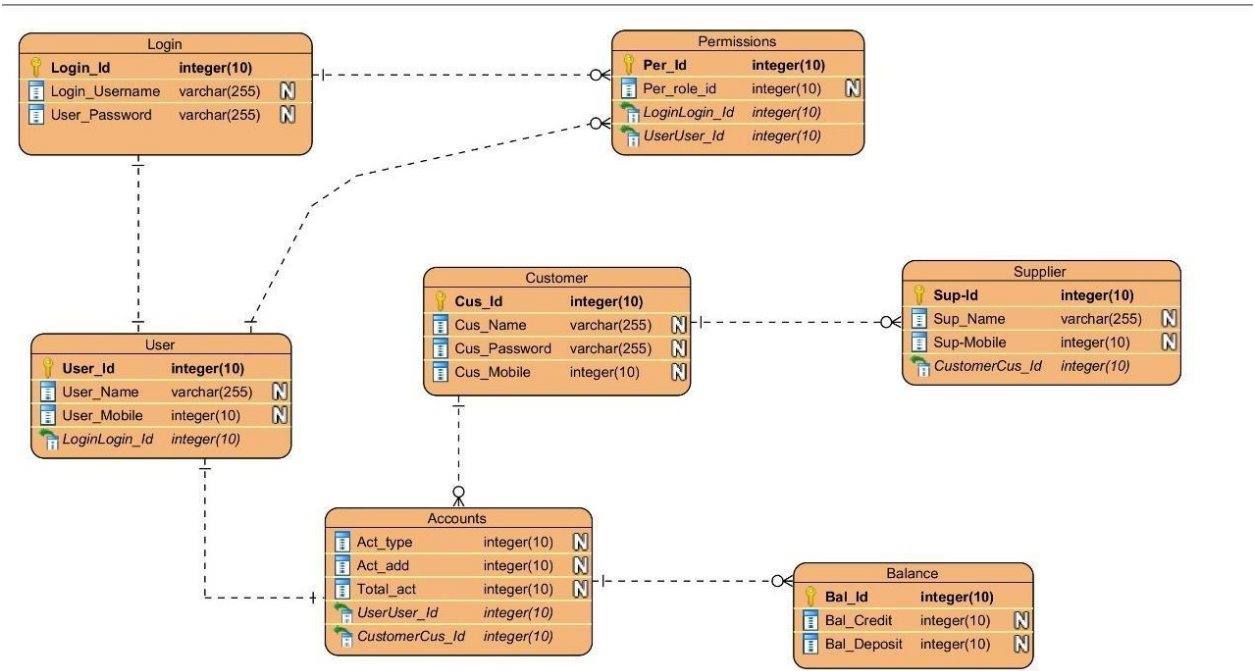 Login
Login_Id integer(10)
Login_Username varchar(255) N
User_Password varchar(255) N
Permissions
Per_Id integer(10)
Per_role_id integer(10) N
LoginLogin_Id integer(10)
UserUser_Id integer(10)
Customer
Cus_Id integer(10)
Cus_Name varchar(255) N
Cus_Password varchar(255) N
Cus_Mobile integer(10) N
Supplier
Sup-Id integer(10)
Sup_Name varchar(255) N
Sup-Mobile integer(10) N
CustomerCus_Id integer(10)
User
User_Id integer(10)
User_Name varchar(255) N
User_Mobile integer(10) N
LoginLogin_Id integer(10)
Accounts
Act_type integer(10) N
Act_add integer(10) N
Total_act integer(10) N
UserUser_Id integer(10)
CustomerCus_Id integer(10)
Balance
Bal_Id integer(10)
Bal_Credit integer(10) N
Bal_Deposit integer(10) N